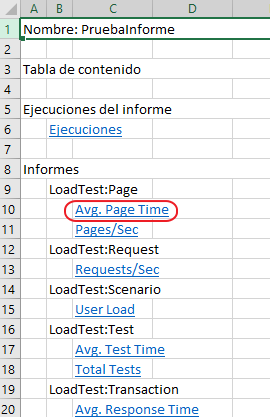 A B C D
1 Nombre: PruebaInforme
2
3 Tabla de contenido
4
5 Ejecuciones del informe
6 Ejecuciones
7
8 Informes
9 LoadTest:Page
10 Avg. Page Time
11 Pages/Sec
12 LoadTest:Request
13 Requests/Sec
14 LoadTest:Scenario
15 User Load
16 LoadTest:Test
17 Avg. Test Time
18 Total Tests
19 LoadTest:Transaction
20 Avg. Response Time